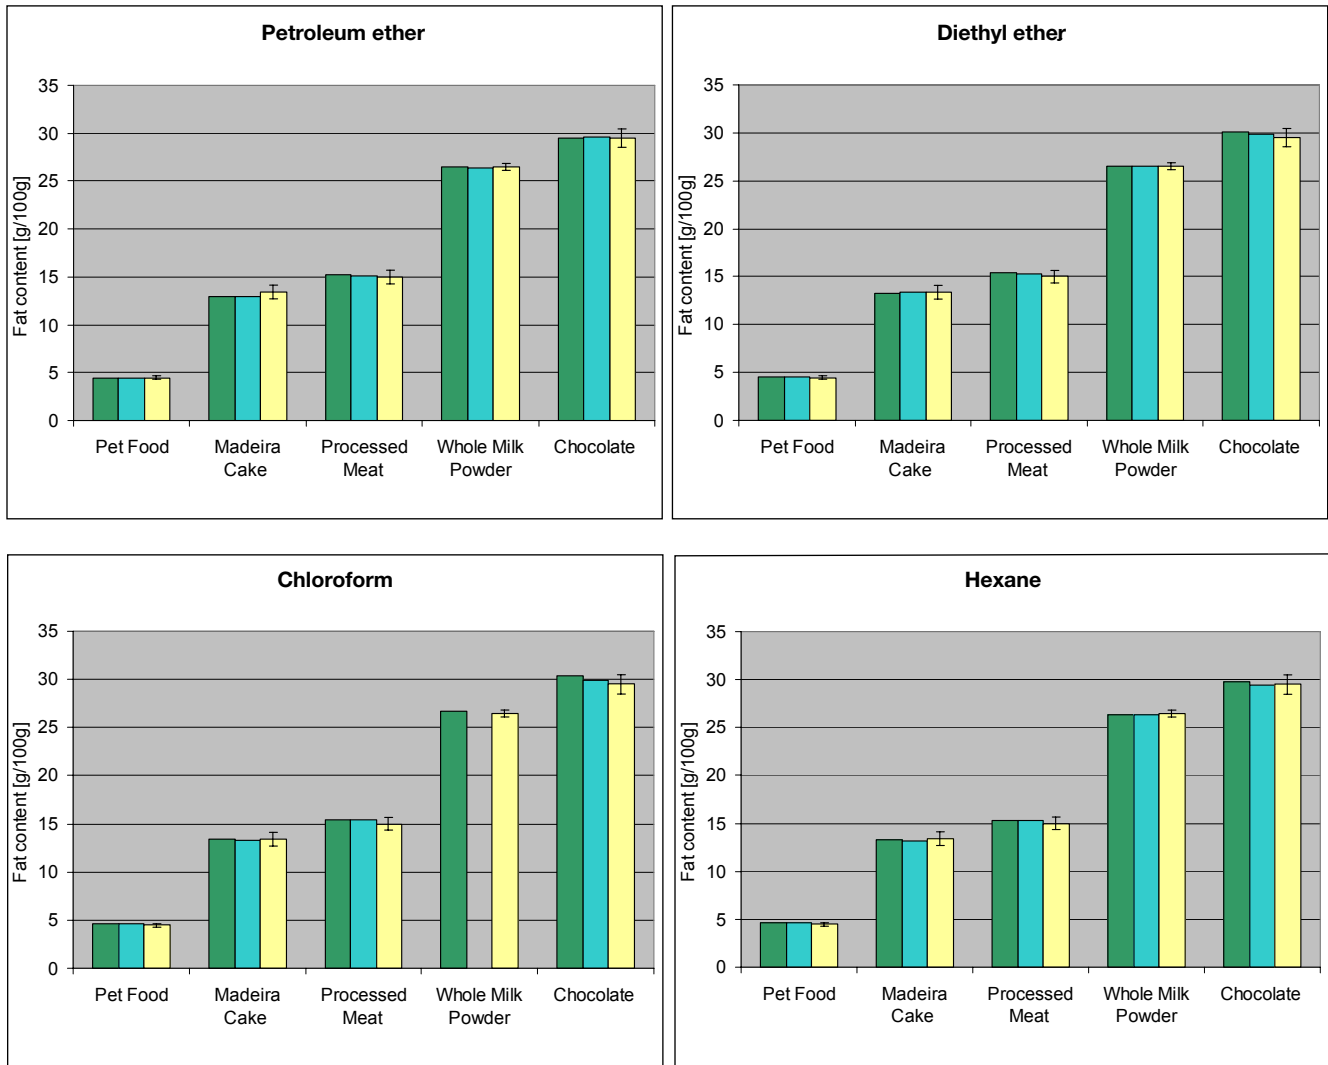 Petroleum ether
Fat content [g/100g]
35
30
25
20
15
10
5
0
Pet Food
Madeira
Cake
Processed
Meat
Whole Milk
Powder
Chocolate
Diethyl ether
Fat content [g/100g]
35
30
25
20
15
10
5
0
Pet Food
Madeira
Cake
Processed
Meat
Whole Milk
Powder
Chocolate
Chloroform
Fat content [g/100g]
35
30
25
20
15
10
5
0
Pet Food
Madeira
Cake
Processed
Meat
Whole Milk
Powder
Chocolate
Hexane
Fat content [g/100g]
35
30
25
20
15
10
5
0
Pet Food
Madeira
Cake
Processed
Meat
Whole Milk
Powder
Chocolate